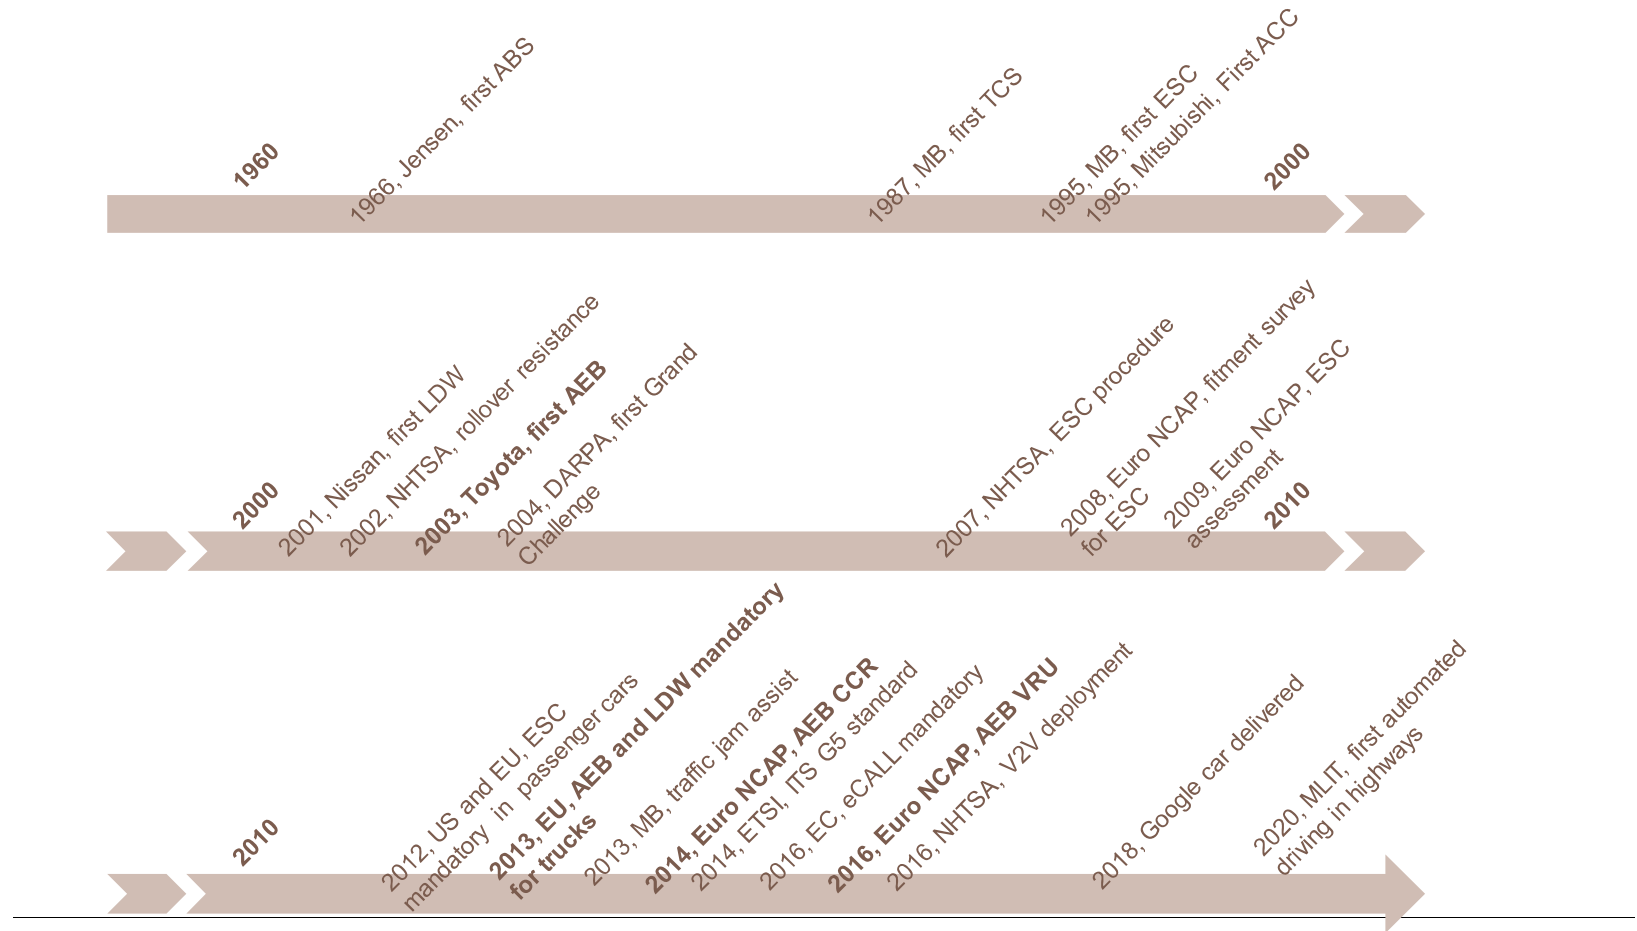 1960
1966, Jensen, first ABS
1987, MB, first TCS
1995, MB, first ESC
1995, Mitsubishi, First ACC
2000
2000
2001, Nissan, first LDW
2002, NHTSA, rollover resistance
2003, Toyota, first AEB
2004, DARPA, first Grand
Challenge
2007, NHTSA, ESC procedure
2008, Euro NCAP, fitment survey
for ESC
2009, Euro NCAP, ESC
assessment
2010
2010
2012, US and EU, ESC
mandatory in passenger cars
2013, EU, AEB and LDW mandatory
for trucks
2013, MB, traffic jam assist
2014, Euro NCAP, AEB CCR
2014, ETSI, ITS G5 standard
2016, EC, eCALL mandatory
2016, Euro NCAP, AEB VRU
2016, NHTSA, V2V deployment
2018, Google car delivered
2020, MLIT, first automated
driving in highways